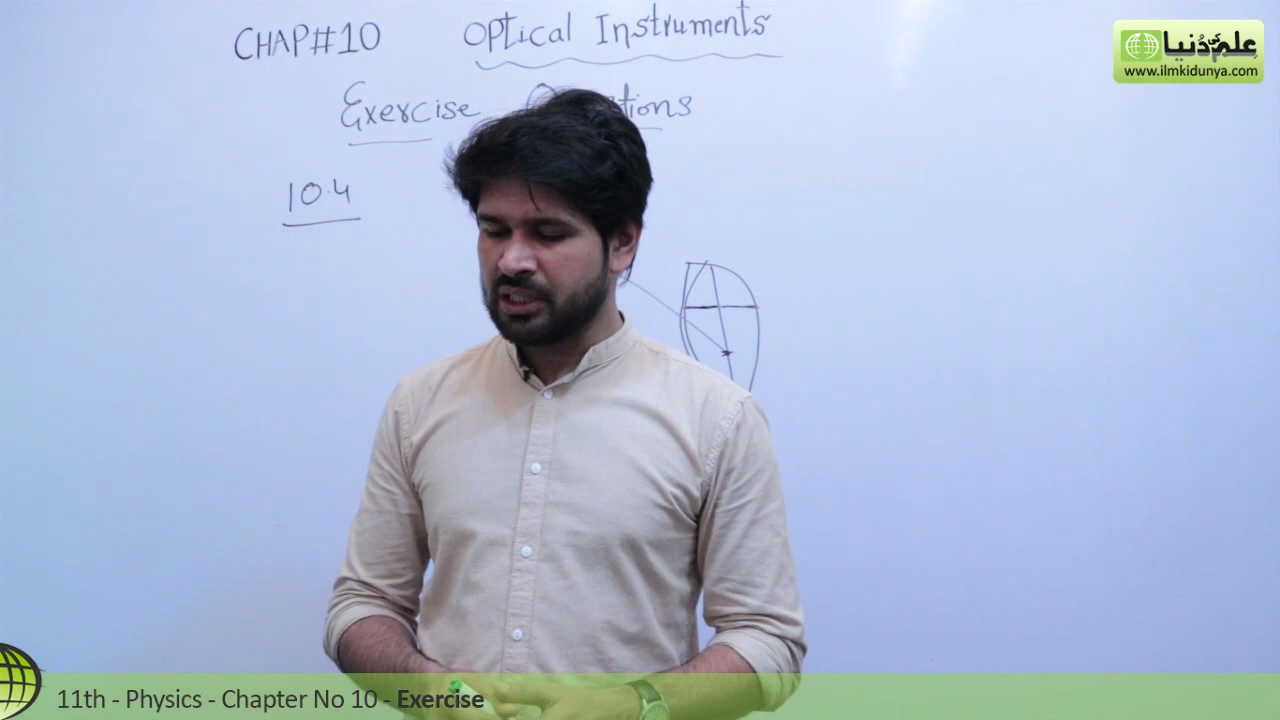 CHAP#10 Optical Instruments
Exercise
10.4
علم کی دنیا
www.ilmkidunya.com
11th - Physics - Chapter No 10 - Exercise